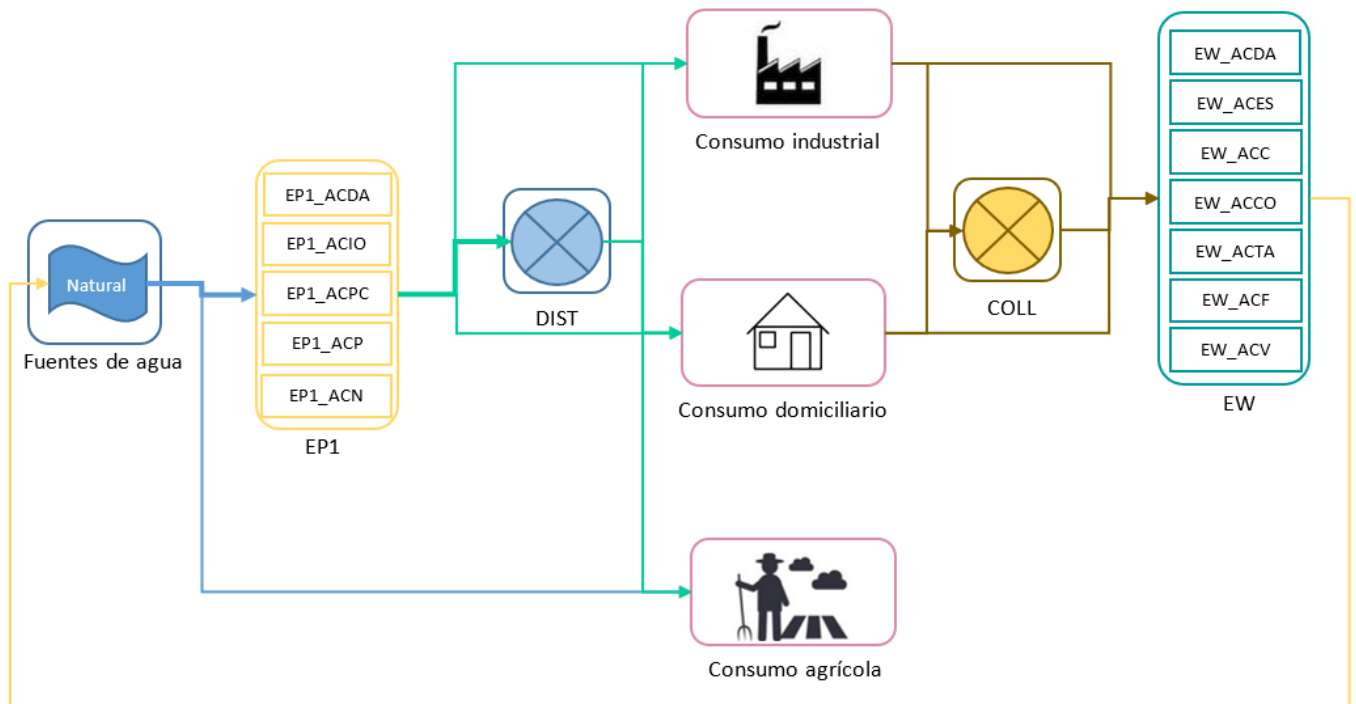 Natural
Fuentes de agua
EP1_ACDA
EP1_ACIO
EP1_ACPC
EP1_ACP
EP1_ACN
EP1
DIST
Consumo industrial
Consumo domiciliario
Consumo agrícola
COLL
EW_ACDA
EW_ACES
EW_ACC
EW_ACCO
EW_ACTA
EW_ACF
EW_ACV
EW